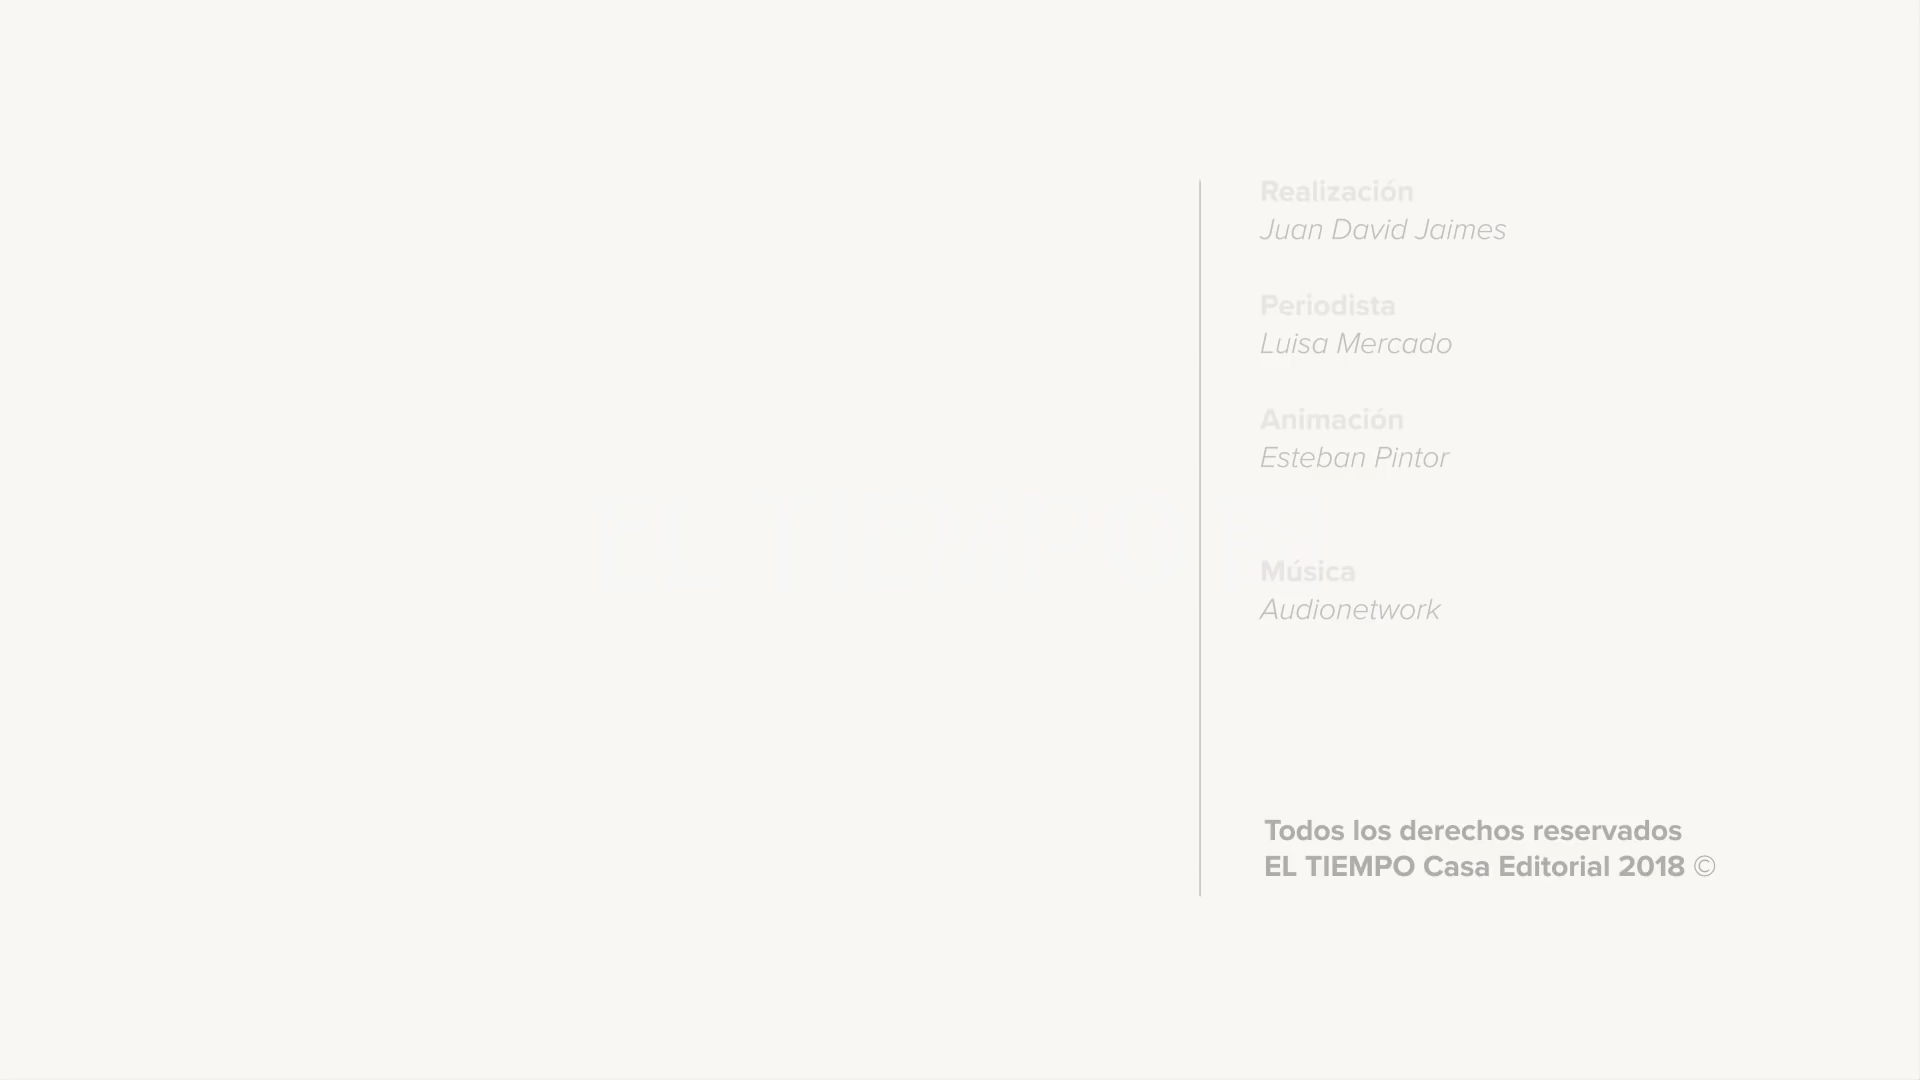 Realización
Juan David Jaimes
Periodista
Luisa Mercado
Animación
Esteban Pintor
Música
Audionetwork
Todos los derechos reservados
EL TIEMPO Casa Editorial 2018 ©